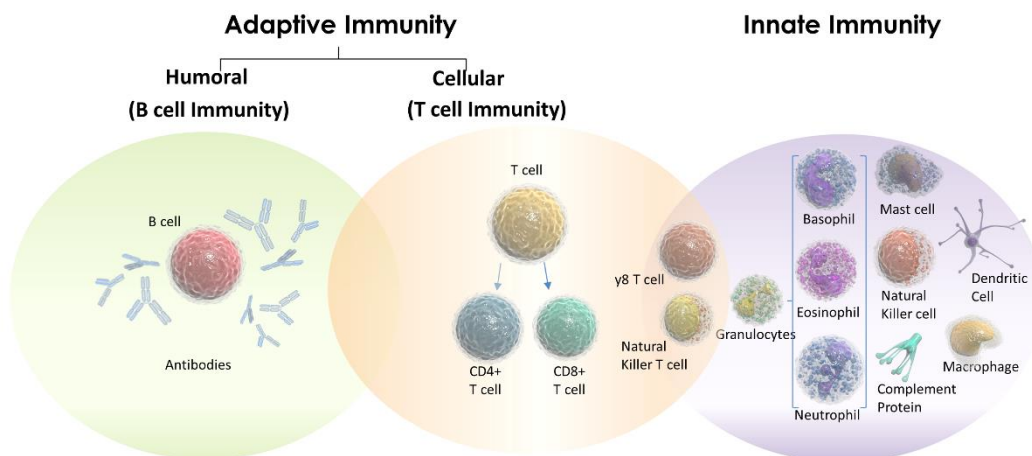 Adaptive Immunity
Innate Immunity
Humoral
(B cell Immunity)
Cellular
(T cell Immunity)
B cell
Antibodies
T cell
CD4+
T cell
CD8+
T cell
y8 T cell
Natural
Killer T cell
Granulocytes
Basophil
Eosinophil
Neutrophil
Mast cell
Natural
Killer cell
Complement
Protein
Dendritic
Cell
Macrophage